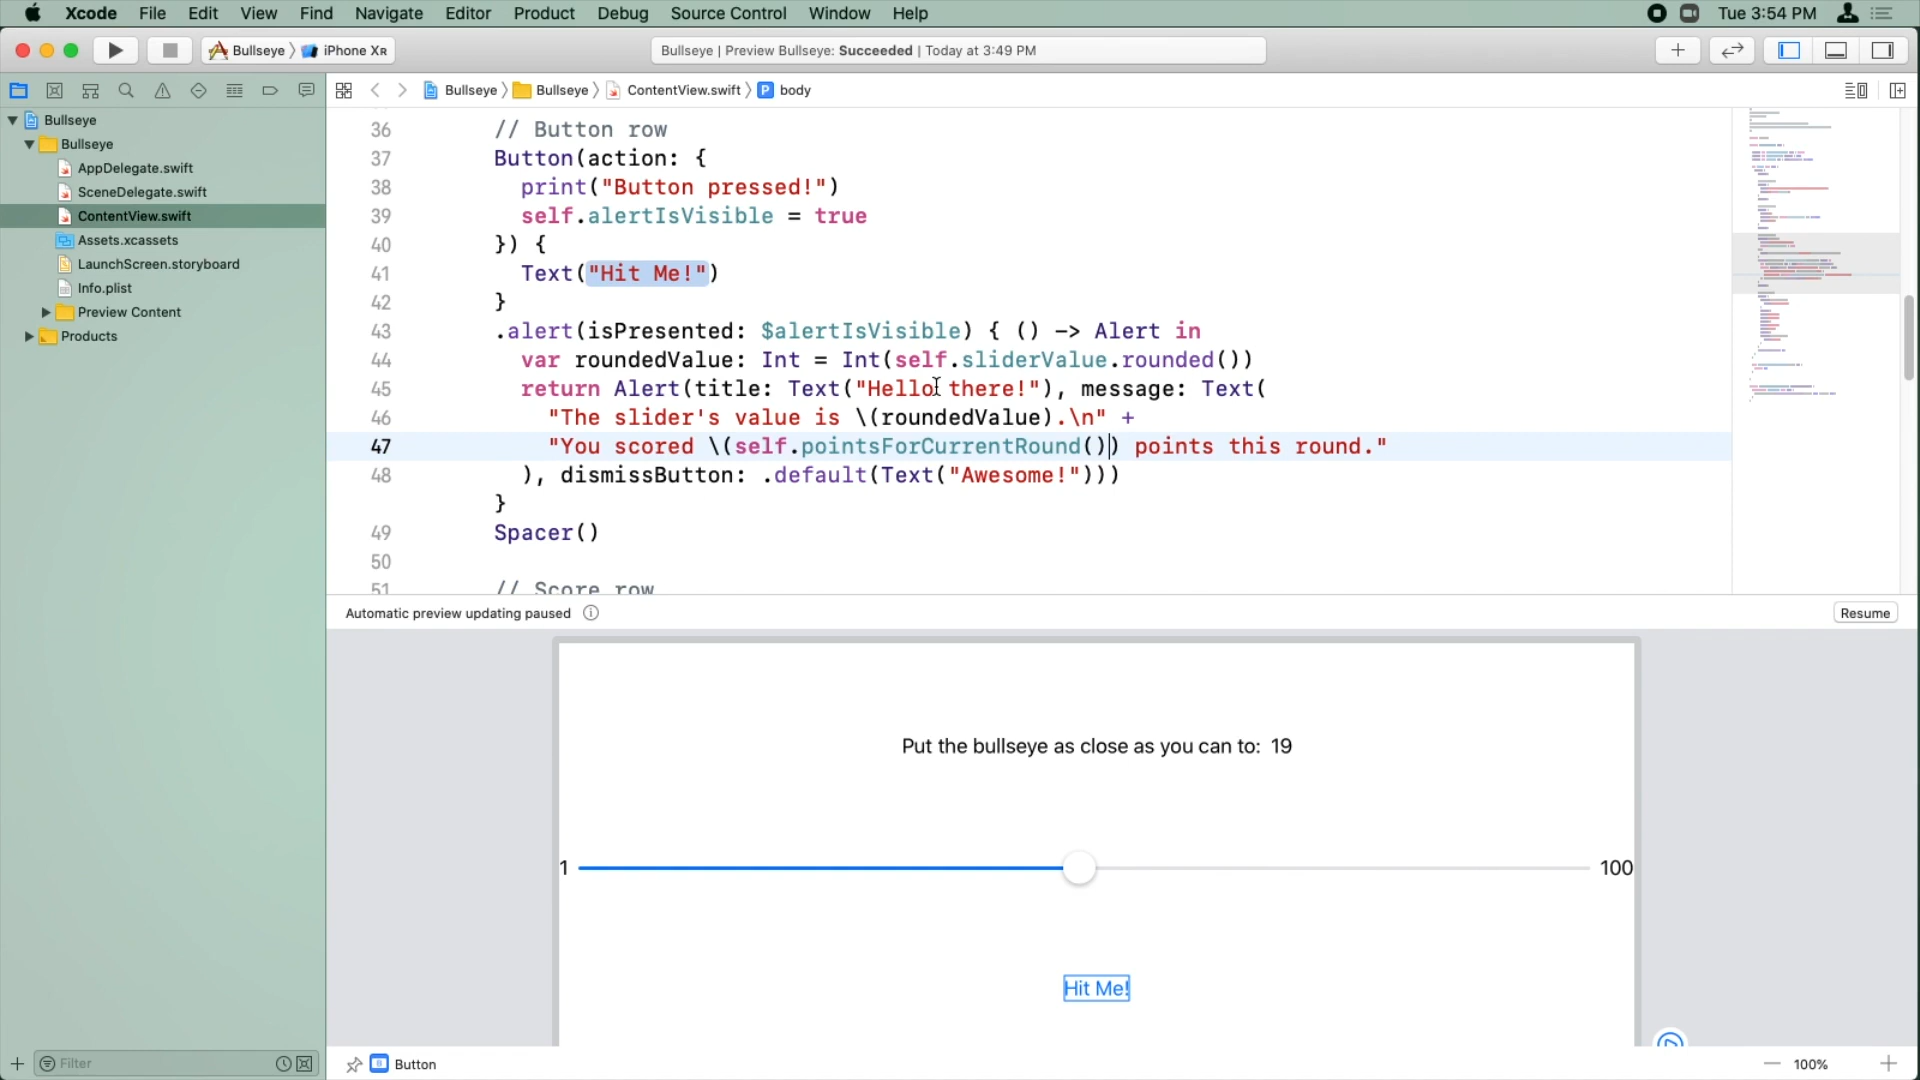 Xcode File Edit View Find Navigate Editor Product Debug Source Control Window Help Tue 3:54 PM
Bullseye iPhone XR Bullseye | Preview Bullseye: Succeeded | Today at 3:49 PM
Bullseye Bullseye ContentView.swift body
Bullseye
Bullseye
AppDelegate.swift
SceneDelegate.swift
ContentView.swift
Assets.xcassets
LaunchScreen.storyboard
Info.plist
Preview Content
Products
36 // Button row
37 Button(action: {
38 print("Button pressed!")
39 self.alertIsVisible = true
40 }) {
41 Text("Hit Me!")
42 }
43 .alert(isPresented: $alertIsVisible) { () -> Alert in
44 var roundedValue: Int = Int(self.sliderValue.rounded())
45 return Alert(title: Text("Hello there!"), message: Text(
46 "The slider's value is \(roundedValue).\n" +
47 "You scored \(self.pointsForCurrentRound()) points this round."
48 ), dismissButton: .default(Text("Awesome!")))
}
49 Spacer()
50
51 // Score row
Automatic preview updating paused Resume
Put the bullseye as close as you can to: 19
1 100
Hit Me!
Filter
Button 100%